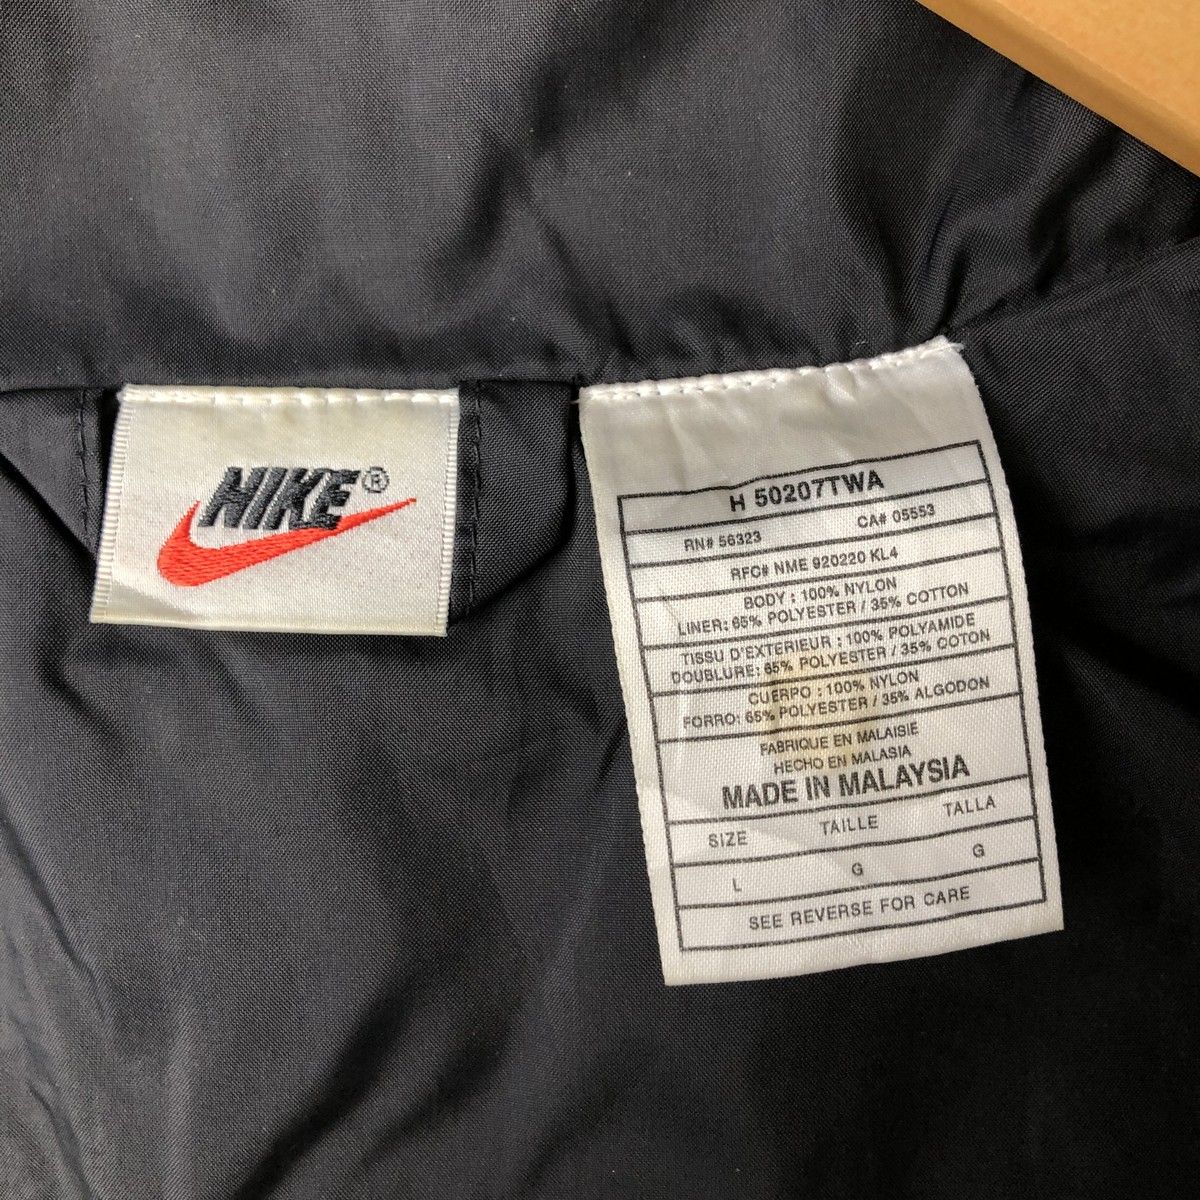 NIKE®
H 50207TWA
RN# 56323 CA# 05553
RFC# NME 920220 KL4
BODY : 100% NYLON
LINER: 65% POLYESTER / 35% COTTON
TISSU D'EXTERIEUR : 100% POLYAMIDE
DOUBLURE: 65% POLYESTER / 35% COTON
CUERPO : 100% NYLON
FORRO: 65% POLYESTER / 35% ALGODON
FABRIQUE EN MALAISIE
HECHO EN MALASIA
MADE IN MALAYSIA
SIZE TAILLE TALLA
L G G
SEE REVERSE FOR CARE